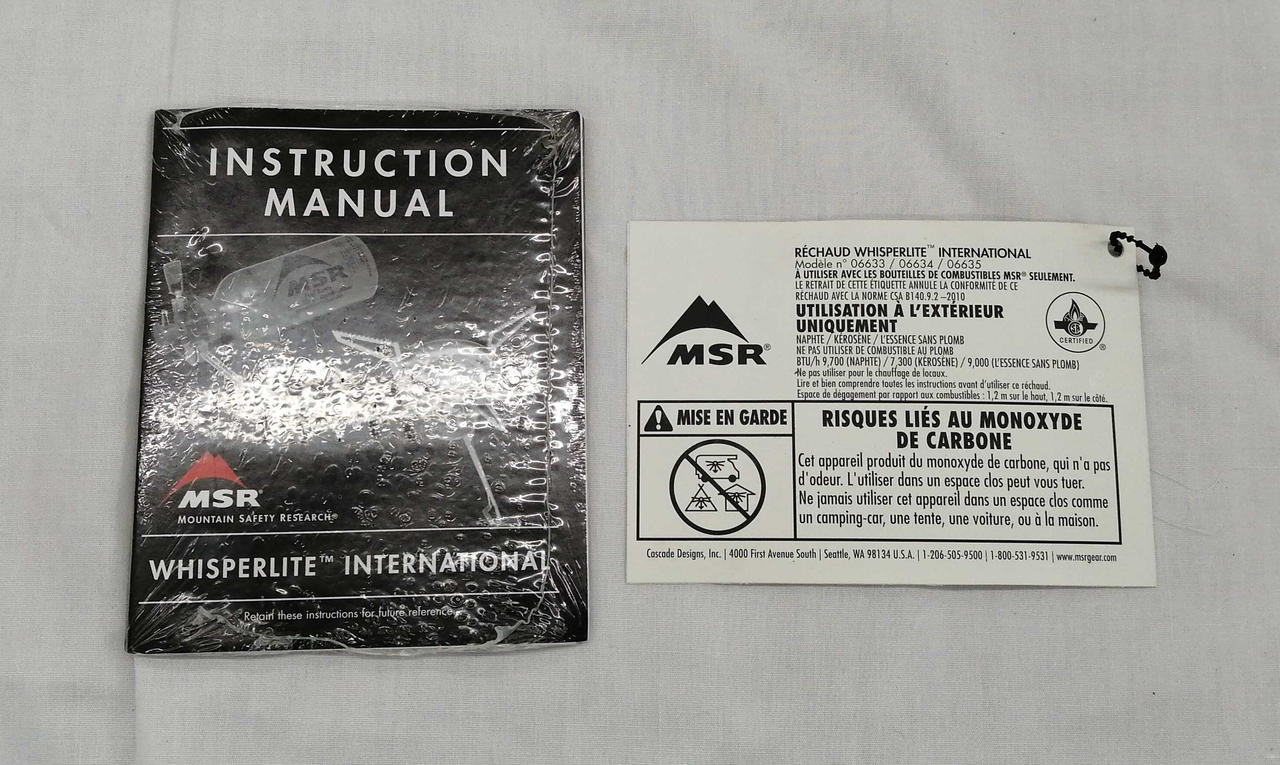 INSTRUCTION
MANUAL
MSR
MSR
MOUNTAIN SAFETY RESEARCH®
WHISPERLITE™ INTERNATIONAL
Retain these instructions for future reference.
RÉCHAUD WHISPERLITE™ INTERNATIONAL
Modèle n° 06633 / 06634 / 06635
À UTILISER AVEC LES BOUTEILLES DE COMBUSTIBLES MSR® SEULEMENT.
LE RETRAIT DE CETTE ÉTIQUETTE ANNULE LA CONFORMITÉ DE CE
RÉCHAUD AVEC LA NORME CSA B140.9.2 –2010
UTILISATION À L'EXTÉRIEUR
UNIQUEMENT
NAPHTE / KÉROSÈNE / L'ESSENCE SANS PLOMB
NE PAS UTILISER DE COMBUSTIBLE AU PLOMB
BTU/h 9,700 (NAPHTE) / 7,300 (KÉROSÈNE) / 9,000 (L'ESSENCE SANS PLOMB)
Ne pas utiliser pour le chauffage de locaux.
Lire et bien comprendre toutes les instructions avant d'utiliser ce réchaud.
Espace de dégagement par rapport aux combustibles : 1,2 m sur le haut, 1,2 m sur le côté.
MSR®
CERTIFIED ®
MISE EN GARDE
RISQUES LIÉS AU MONOXYDE
DE CARBONE
Cet appareil produit du monoxyde de carbone, qui n'a pas
d'odeur. L'utiliser dans un espace clos peut vous tuer.
Ne jamais utiliser cet appareil dans un espace clos comme
un camping-car, une tente, une voiture, ou à la maison.
Cascade Designs, Inc. | 4000 First Avenue South | Seattle, WA 98134 U.S.A. | 1-206-505-9500 | 1-800-531-9531 | www.msrgear.com